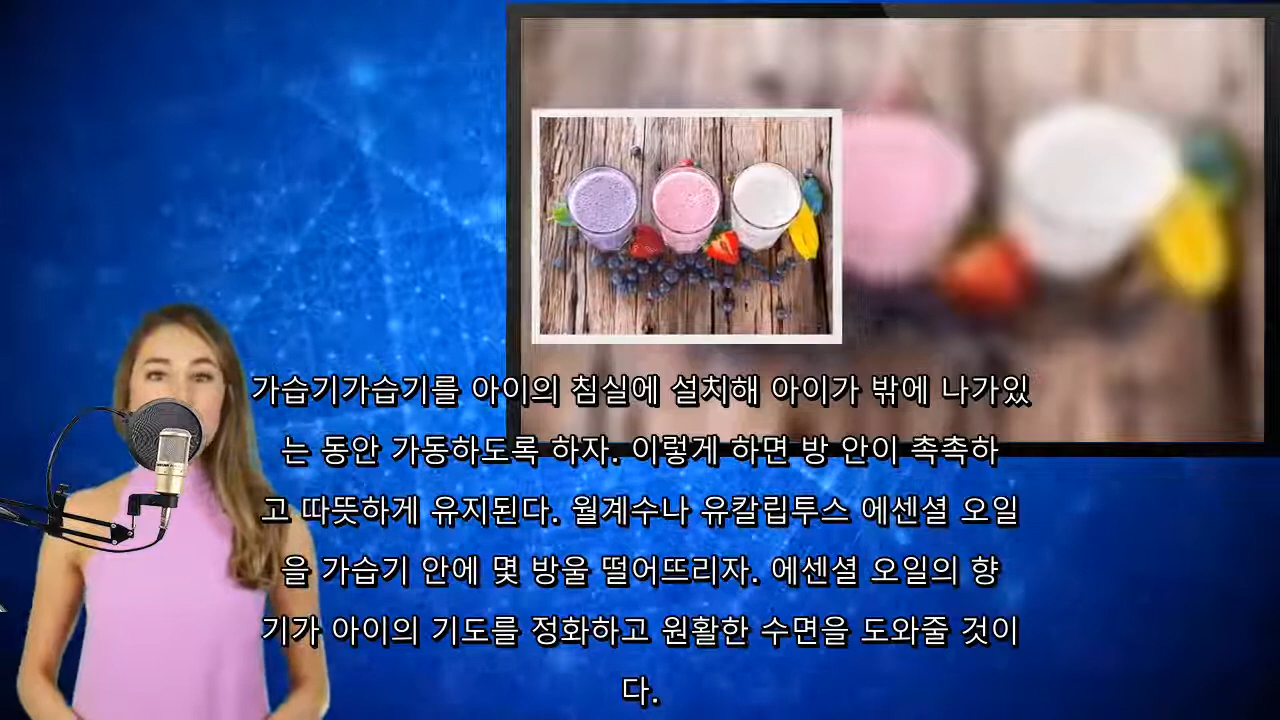 가습기가습기를 아이의 침실에 설치해 아이가 밖에 나가있
는 동안 가동하도록 하자. 이렇게 하면 방 안이 촉촉하
고 따뜻하게 유지된다. 월계수나 유칼립투스 에센셜 오일
을 가습기 안에 몇 방울 떨어뜨리자. 에센셜 오일의 향
기가 아이의 기도를 정화하고 원활한 수면을 도와줄 것이
다.